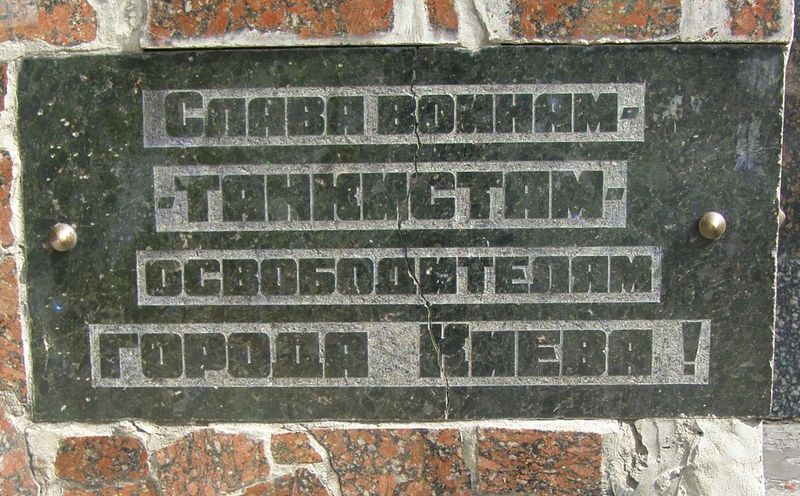 Слава воинам-
-танкистам-
освободителям
города Киева!